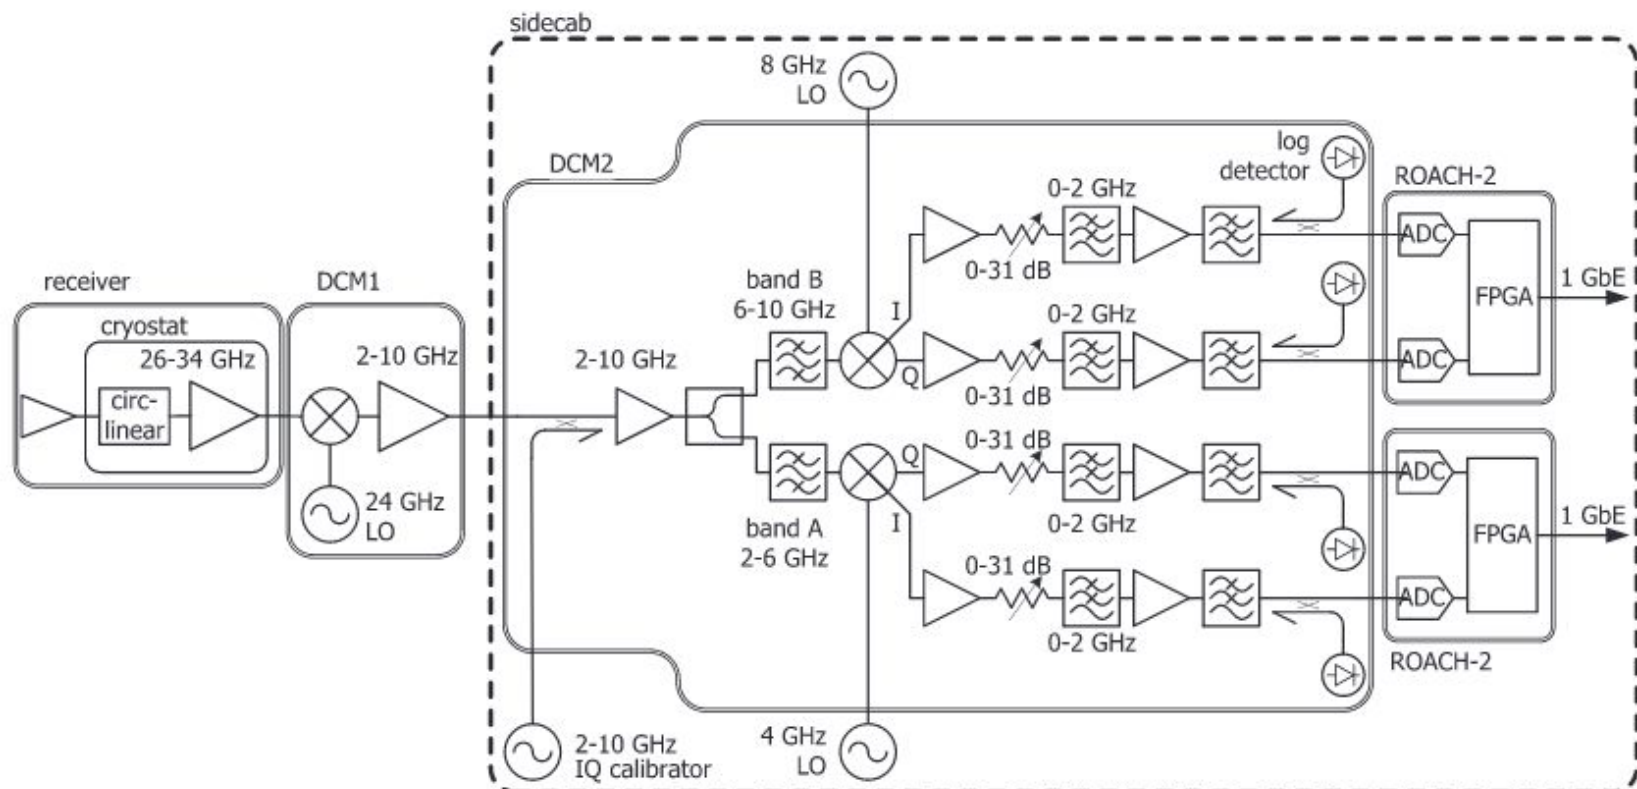 sidecab
8 GHz
LO
log
detector
DCM2
ROACH-2
0-2 GHz
ADC
0-31 dB
receiver
DCM1
band B
6-10 GHz
I
1 GbE
FPGA
cryostat
0-2 GHz
26-34 GHz
2-10 GHz
2-10 GHz
Q
ADC
0-31 dB
circ-
linear
0-31 dB
Q
ADC
24 GHz
LO
band A
2-6 GHz
I
0-2 GHz
FPGA
1 GbE
0-31 dB
ADC
0-2 GHz
ROACH-2
2-10 GHz
IQ calibrator
4 GHz
LO